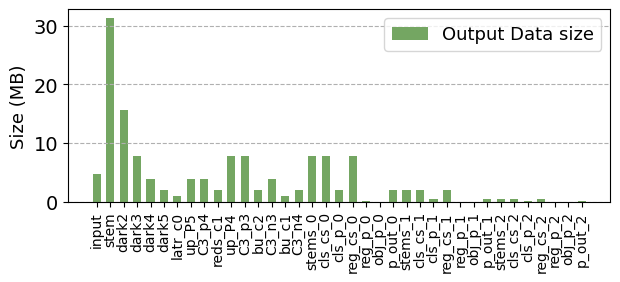 30
20
10
0
Size (MB)
Output Data size
input
stem
dark2
dark3
dark4
dark5
latr_c0
up_P5
C3_p4
reds_c1
up_P4
C3_p3
bu_c2
C3_n3
bu_c1
C3_n4
stems_0
cls_cs_0
cls_p_0
reg_cs_0
reg_p_0
obj_p_0
p_out_0
stems_1
cls_cs_1
cls_p_1
reg_cs_1
reg_p_1
obj_p_1
p_out_1
stems_2
cls_cs_2
cls_p_2
reg_cs_2
reg_p_2
obj_p_2
p_out_2